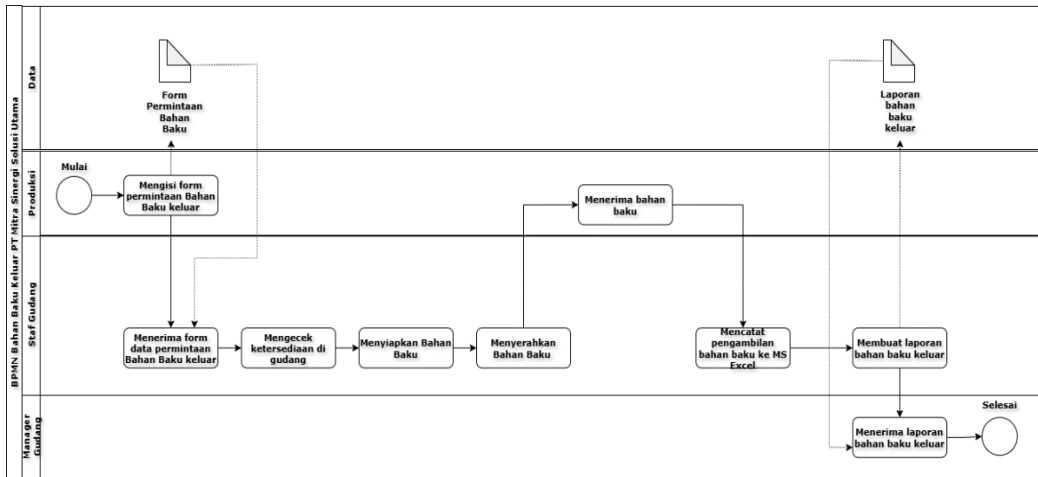 BPMN Bahan Baku Keluar PT Mitra Sinergi Solusi Utama
Data
Form
Permintaan
Bahan
Baku
Laporan
bahan
baku
keluar
Produksi
Mulai
Mengisi form
permintaan Bahan
Baku keluar
Menerima bahan
baku
Staf Gudang
Menerima form
data permintaan
Bahan Baku keluar
Mengecek
ketersediaan di
gudang
Menyiapkan Bahan
Baku
Menyerahkan
Bahan Baku
Mencatat
pengambilan
bahan baku ke MS
Excel
Membuat laporan
bahan baku keluar
Manager
Gudang
Menerima laporan
bahan baku keluar
Selesai